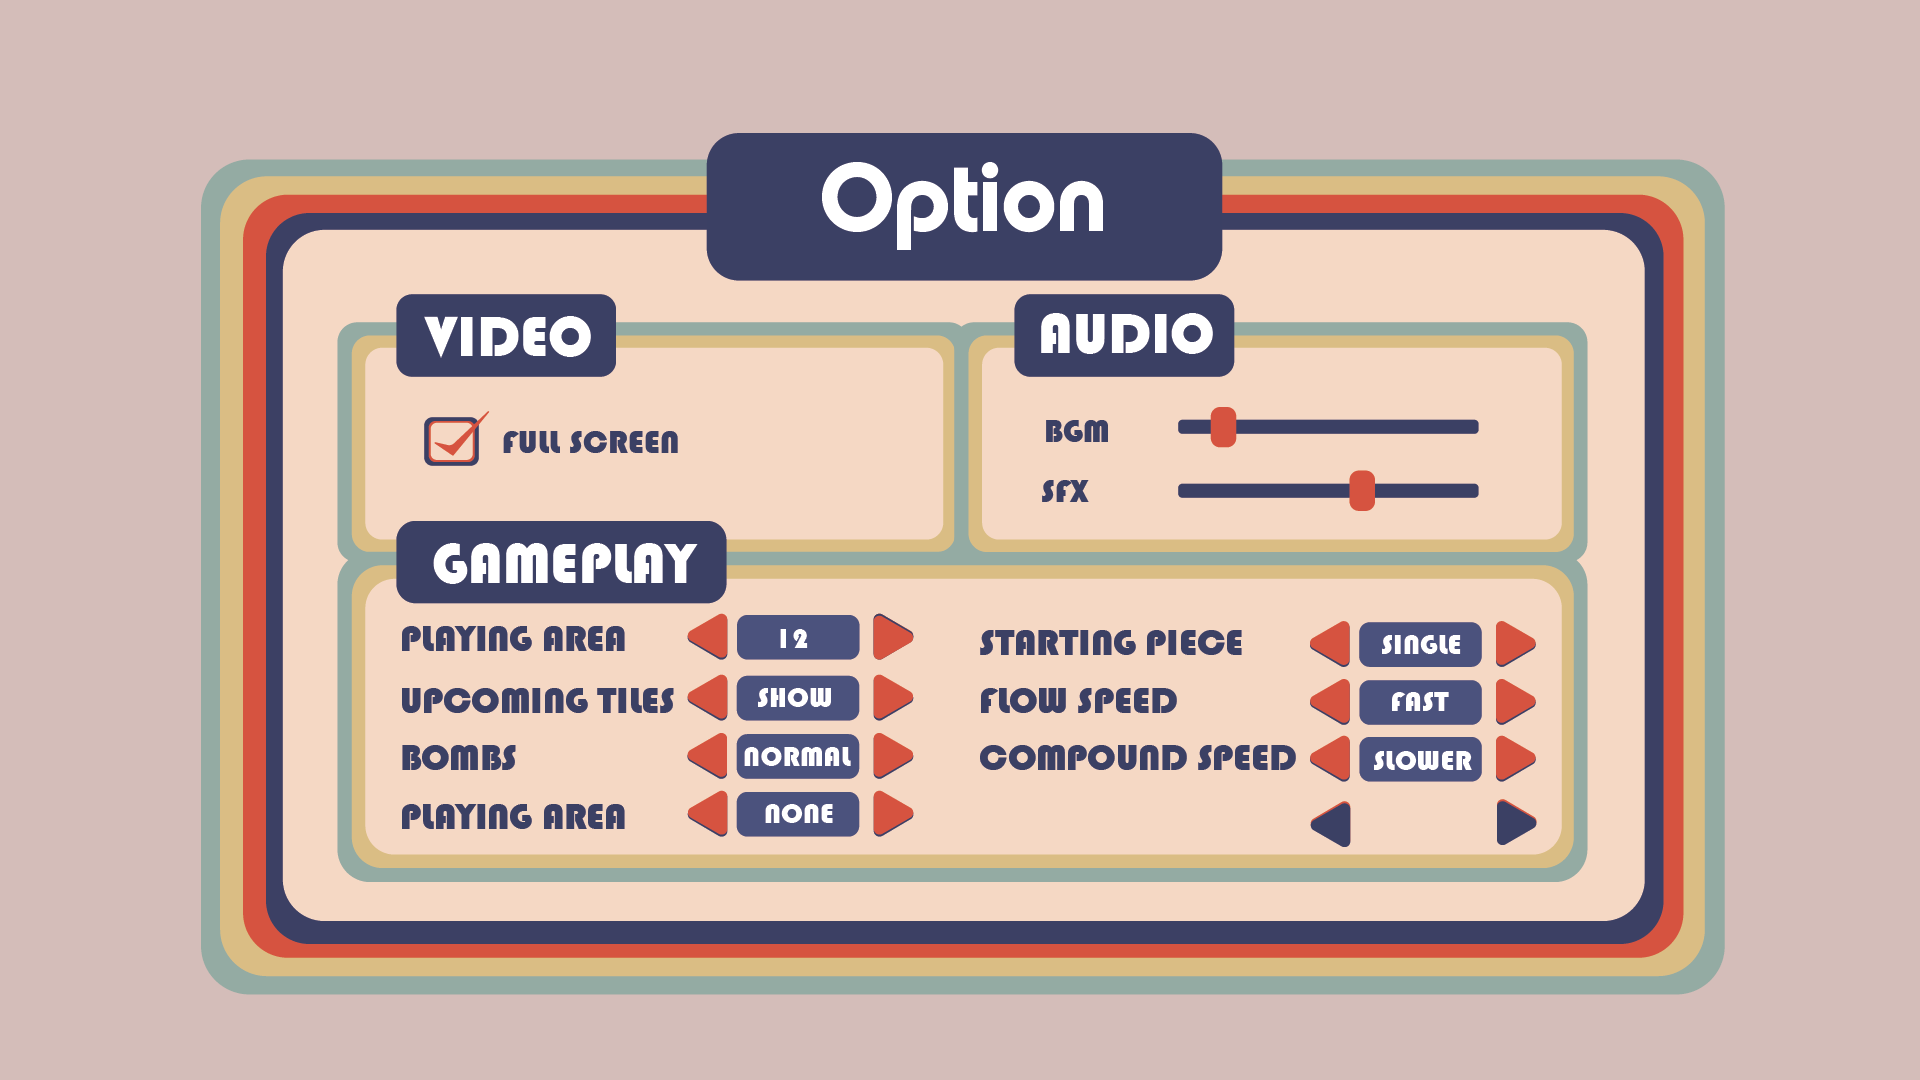 Option
VIDEO
AUDIO
FULL SCREEN
BGM
SFX
GAMEPLAY
PLAYING AREA 12
UPCOMING TILES SHOW
BOMBS NORMAL
PLAYING AREA NONE
STARTING PIECE SINGLE
FLOW SPEED FAST
COMPOUND SPEED SLOWER